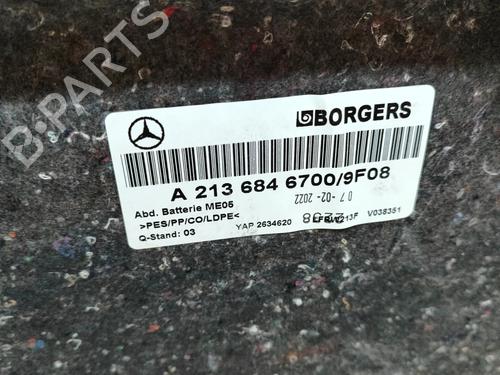 B-PARTS
BORGERS
A 213 684 6700/9F08
Abd. Batterie ME05
07-02-2022
>PES/PP/CO/LDPE<
Q-Stand: 03
YAP 2634620
V038351